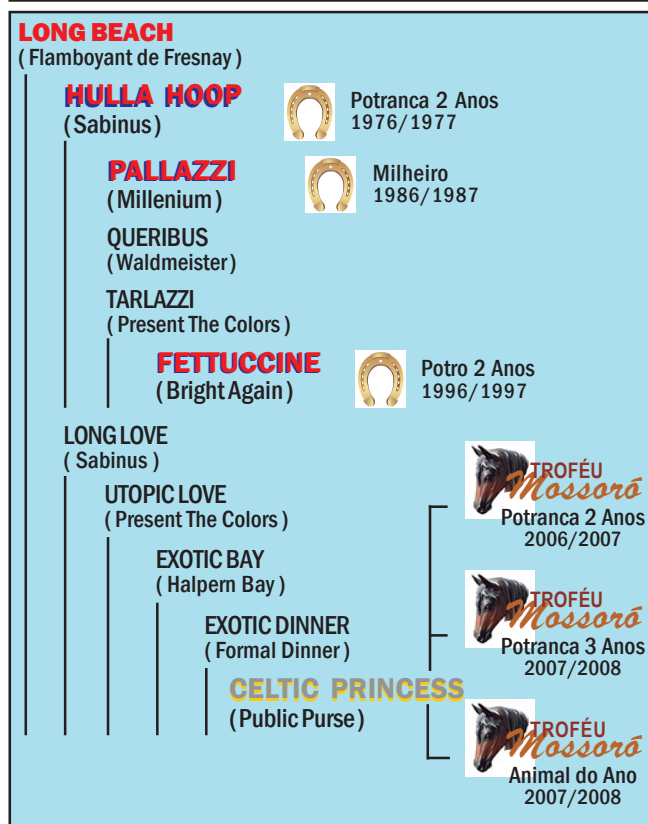 LONG BEACH
( Flamboyant de Fresnay )
HULLA HOOP
(Sabinus)
Potranca 2 Anos
1976/1977
PALLAZZI
(Millenium)
Milheiro
1986/1987
QUERIBUS
(Waldmeister)
TARLAZZI
( Present The Colors )
FETTUCCINE
( Bright Again )
Potro 2 Anos
1996/1997
LONG LOVE
( Sabinus )
UTOPIC LOVE
( Present The Colors )
EXOTIC BAY
( Halpern Bay )
EXOTIC DINNER
( Formal Dinner )
CELTIC PRINCESS
(Public Purse )
TROFÉU
Mossoró
Potranca 2 Anos
2006/2007
TROFÉU
Mossoró
Potranca 3 Anos
2007/2008
TROFÉU
Mossoró
Animal do Ano
2007/2008